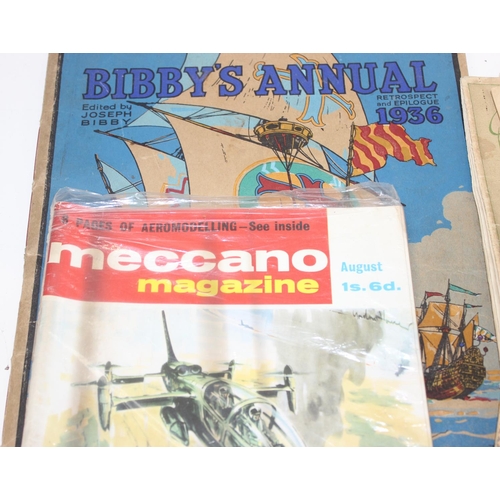 BIBBY'S ANNUAL
Edited by
JOSEPH
BIBBY
RETROSPECT
and EPILOGUE
1936
PAGES OF AEROMODELLING—See inside
meccano
magazine
August
1s. 6d.